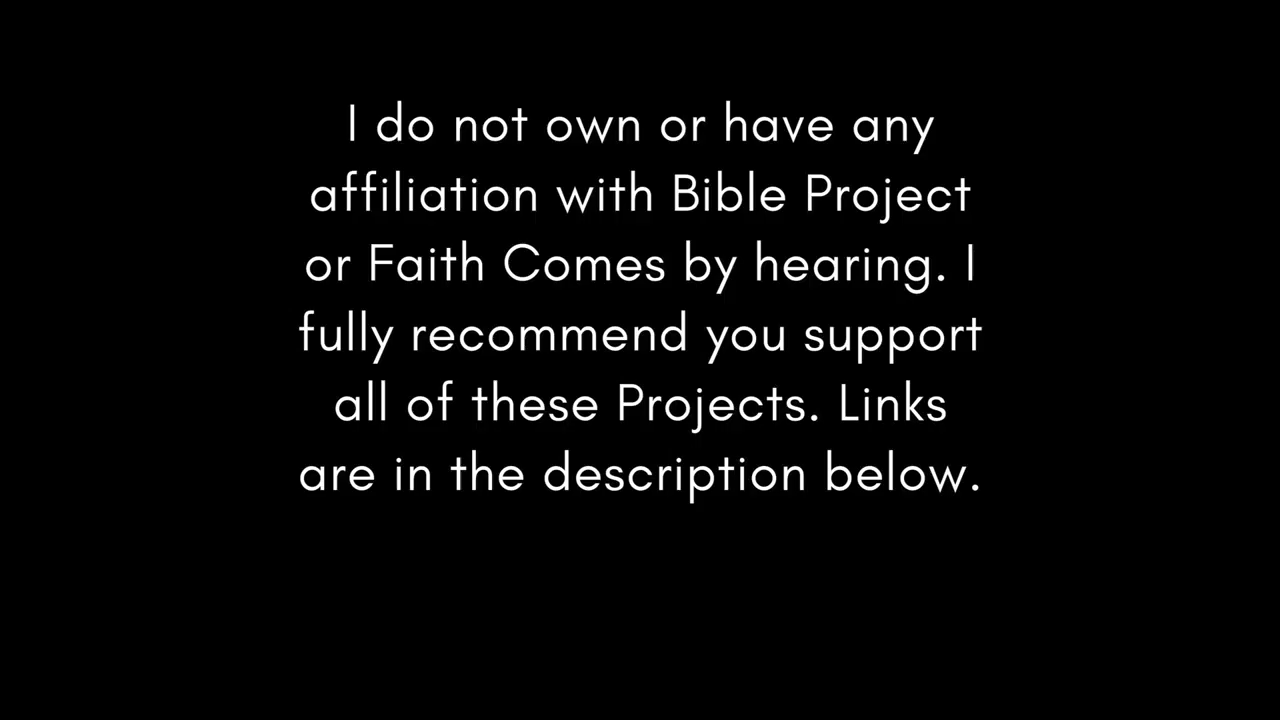 I do not own or have any
affiliation with Bible Project
or Faith Comes by hearing. I
fully recommend you support
all of these Projects. Links
are in the description below.